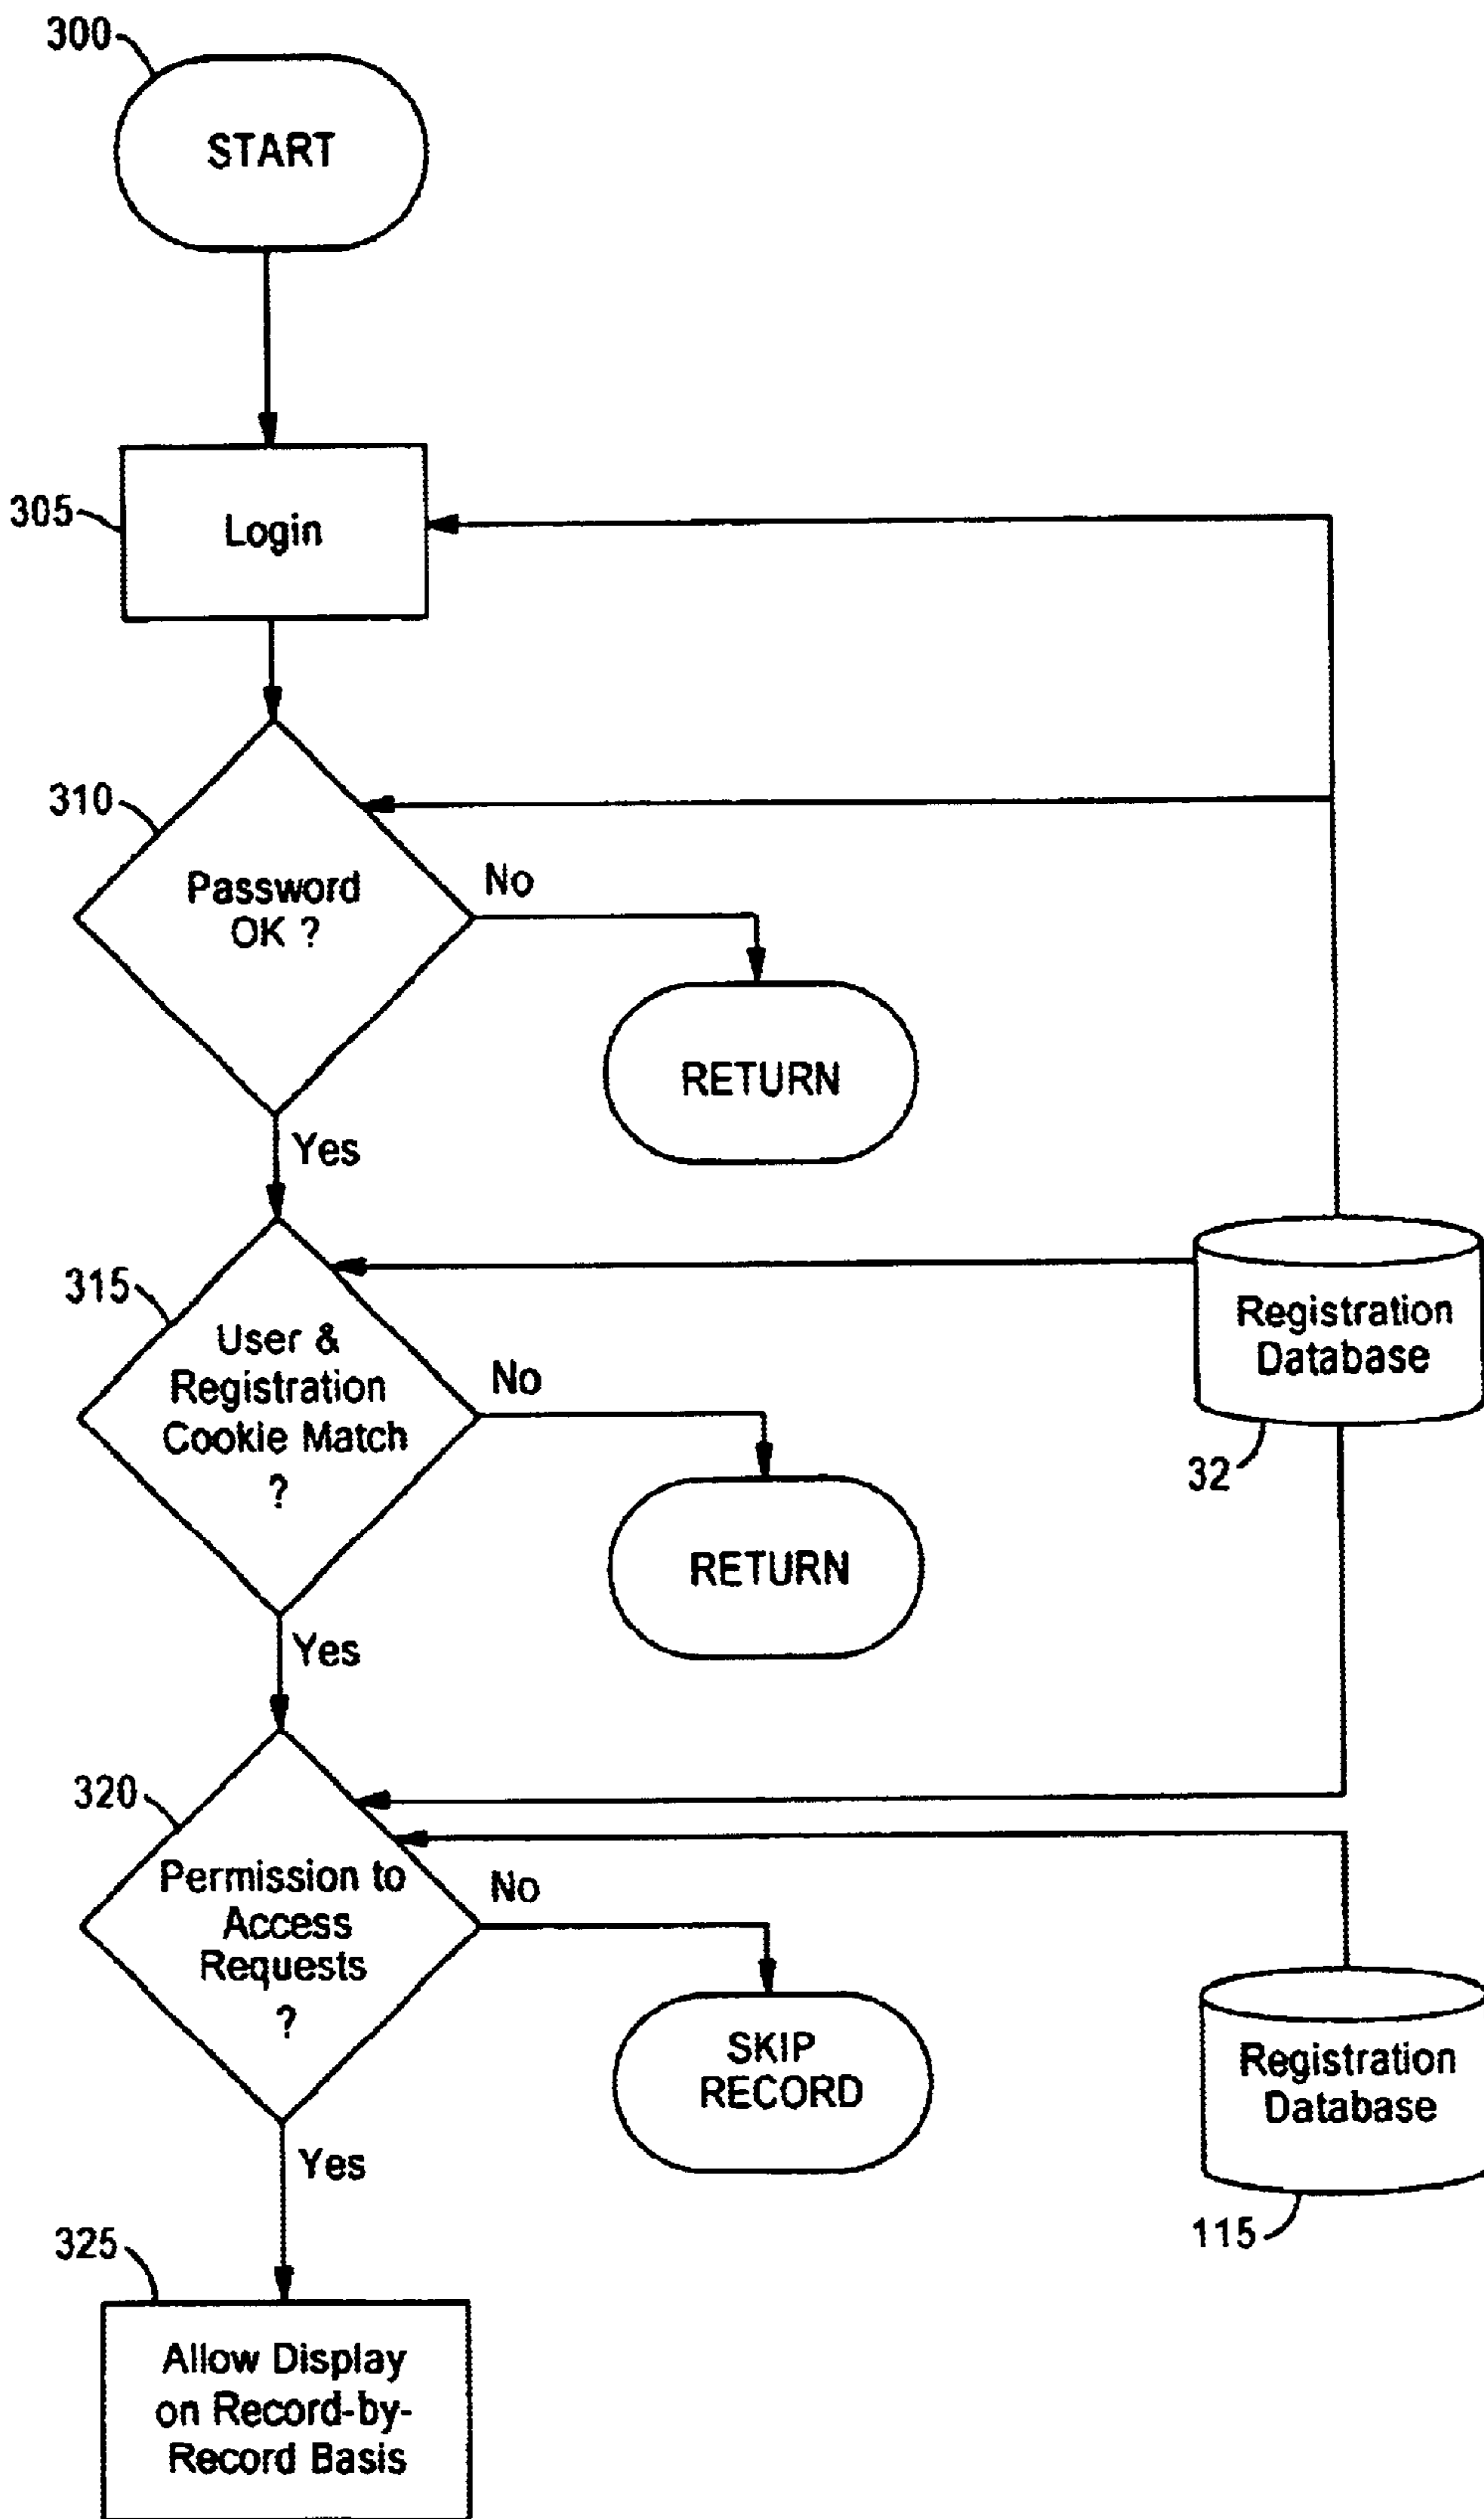 300
START
305
Login
310
Password
OK ?
No
RETURN
Yes
315
User &
Registration
Cookie Match
?
No
RETURN
Registration
Database
32
Yes
320
Permission to
Access
Requests
?
No
SKIP
RECORD
Registration
Database
115
Yes
325
Allow Display
on Record-by-
Record Basis